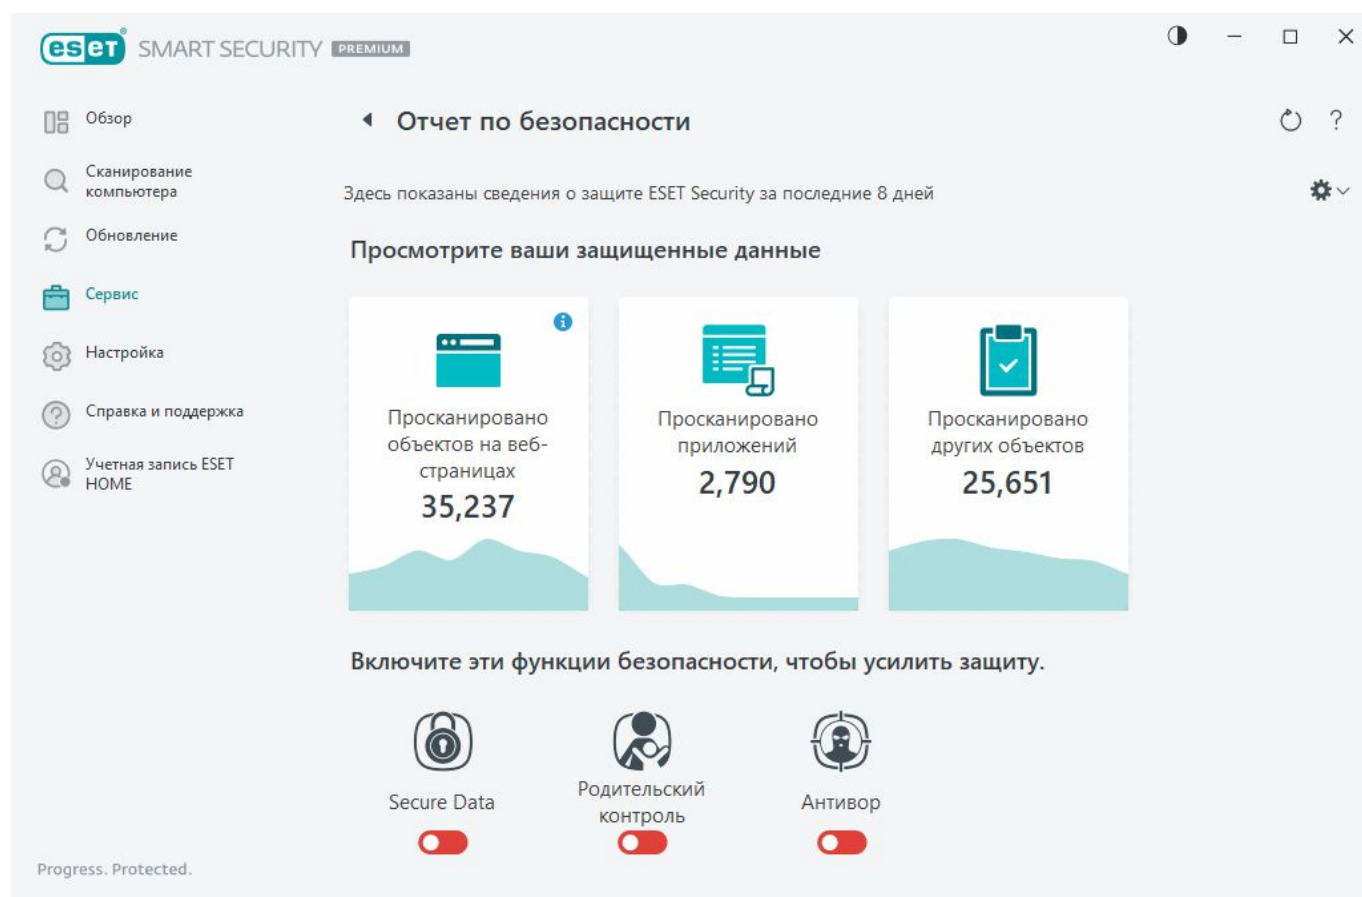 eset SMART SECURITY PREMIUM
Обзор
Сканирование
компьютера
Обновление
Сервис
Настройка
Справка и поддержка
Учетная запись ESET
HOME
Отчет по безопасности
?
Здесь показаны сведения о защите ESET Security за последние 8 дней
Просмотрите ваши защищенные данные
Просканировано
объектов на веб-
страницах
35,237
Просканировано
приложений
2,790
Просканировано
других объектов
25,651
Включите эти функции безопасности, чтобы усилить защиту.
Secure Data
Родительский
контроль
Антивор
Progress. Protected.